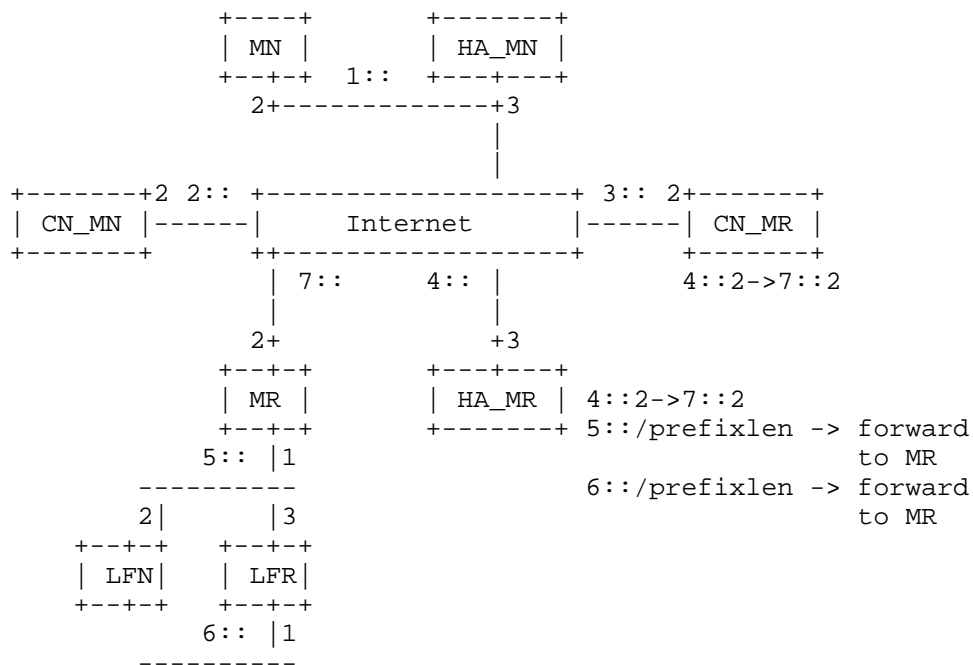 +----+       +-------+
| MN |       | HA_MN |
+--+-+  1::  +---+---+
2+-------------+3
|
|
+-------+2 2:: +-------------------+ 3:: 2+-------+
| CN_MN |------|     Internet      |------| CN_MR |
+-------+      ++------------------+      +-------+
| 7::     4:: |           4::2->7::2
|             |
2+             +3
+--+-+       +---+---+
| MR |       | HA_MR | 4::2->7::2
+--+-+       +-------+ 5::/prefixlen -> forward
5:: |1                                   to MR
----------                  6::/prefixlen -> forward
2|      |3                                   to MR
+--+-+  +--+-+
| LFN|  | LFR|
+--+-+  +--+-+
6:: |1
----------